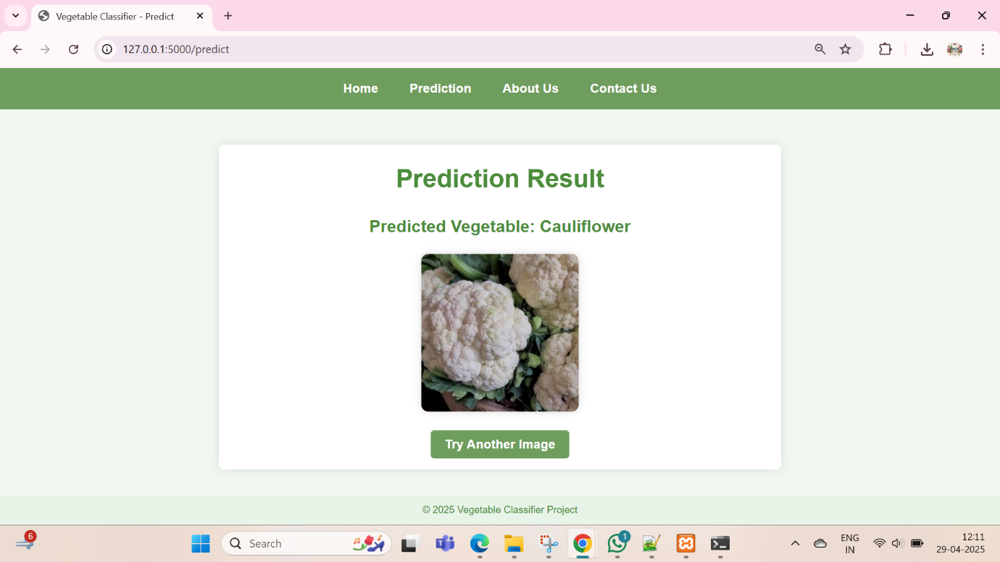 Vegetable Classifier - Predict
127.0.0.1:5000/predict
Home Prediction About Us Contact Us
Prediction Result
Predicted Vegetable: Cauliflower
Try Another Image
© 2025 Vegetable Classifier Project
6
Search
1
ENG
IN
12:11
29-04-2025